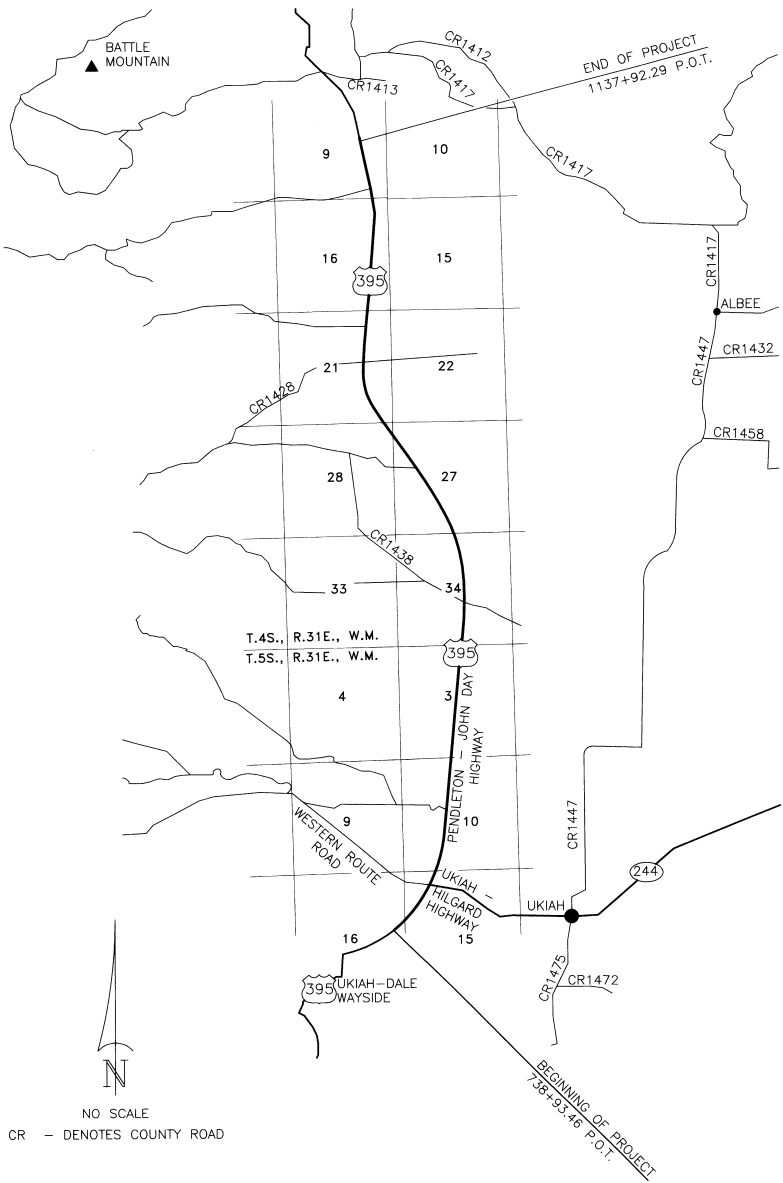 BATTLE
MOUNTAIN
CR1412
END OF PROJECT
1137+92.29 P.O.T.
CR1417
CR1413
9
10
CR1417
16
15
CR1417
395
ALBEE
CR1447
CR1432
21
22
CR1428
CR1458
28
27
CR1438
33
34
T.4S., R.31E., W.M.
T.5S., R.31E., W.M.
395
4
3
PENDLETON – JOHN DAY
HIGHWAY
9
10
WESTERN ROUTE
ROAD
CR1447
UKIAH –
HILGARD
HIGHWAY
244
UKIAH
16
15
CR1475
CR1472
395
UKIAH–DALE
WAYSIDE
BEGINNING OF PROJECT
738+93.46 P.O.T.
N
NO SCALE
CR – DENOTES COUNTY ROAD